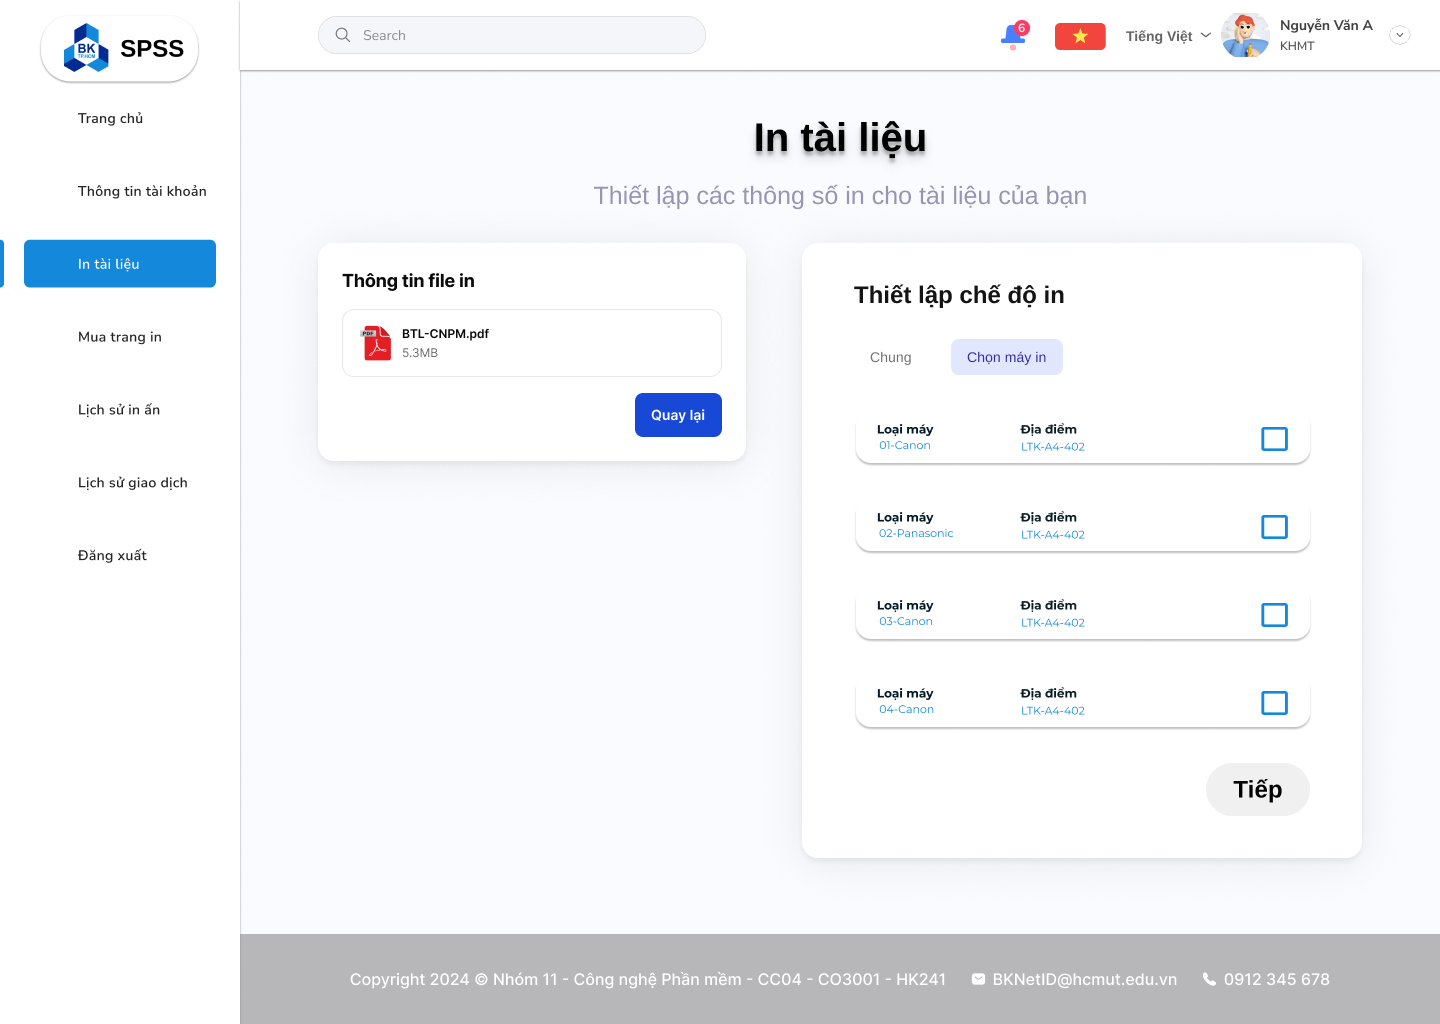 BK
TP.HCM
SPSS
Search
6
Tiếng Việt
Nguyễn Văn A
KHMT
Trang chủ
Thông tin tài khoản
In tài liệu
Mua trang in
Lịch sử in ấn
Lịch sử giao dịch
Đăng xuất
In tài liệu
Thiết lập các thông số in cho tài liệu của bạn
Thông tin file in
PDF
BTL-CNPM.pdf
5.3MB
Quay lại
Thiết lập chế độ in
Chung
Chọn máy in
Loại máy
Địa điểm
01-Canon
LTK-A4-402
Loại máy
Địa điểm
02-Panasonic
LTK-A4-402
Loại máy
Địa điểm
03-Canon
LTK-A4-402
Loại máy
Địa điểm
04-Canon
LTK-A4-402
Tiếp
Copyright 2024 © Nhóm 11 - Công nghệ Phần mềm - CC04 - CO3001 - HK241
BKNetID@hcmut.edu.vn
0912 345 678